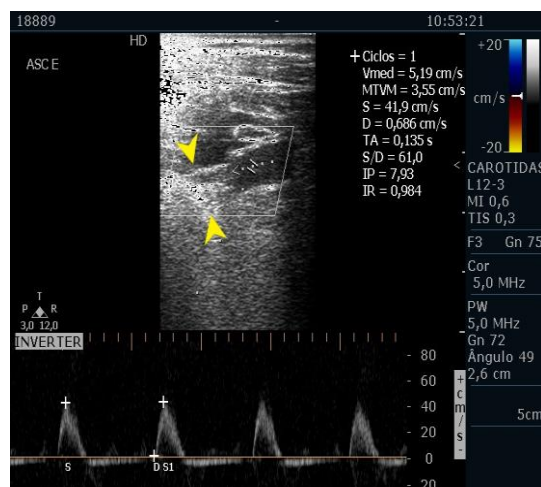 18889 - 10:53:21
HD
ASC E
+ Ciclos = 1
Vmed = 5,19 cm/s
MTVM = 3,55 cm/s
S = 41,9 cm/s
D = 0,686 cm/s
TA = 0,135 s
S/D = 61,0
IP = 7,93
IR = 0,984
+20
cm/s
-20
< CAROTIDAS
L12-3
MI 0,6
TIS 0,3
F3 Gn 75
Cor
5,0 MHz
PW
5,0 MHz
Gn 72
Ângulo 49
2,6 cm
5cm
T
P R
3,0 12,0
INVERTER
80
60
40
20
0
20
+
cm/s
-
S
D S1